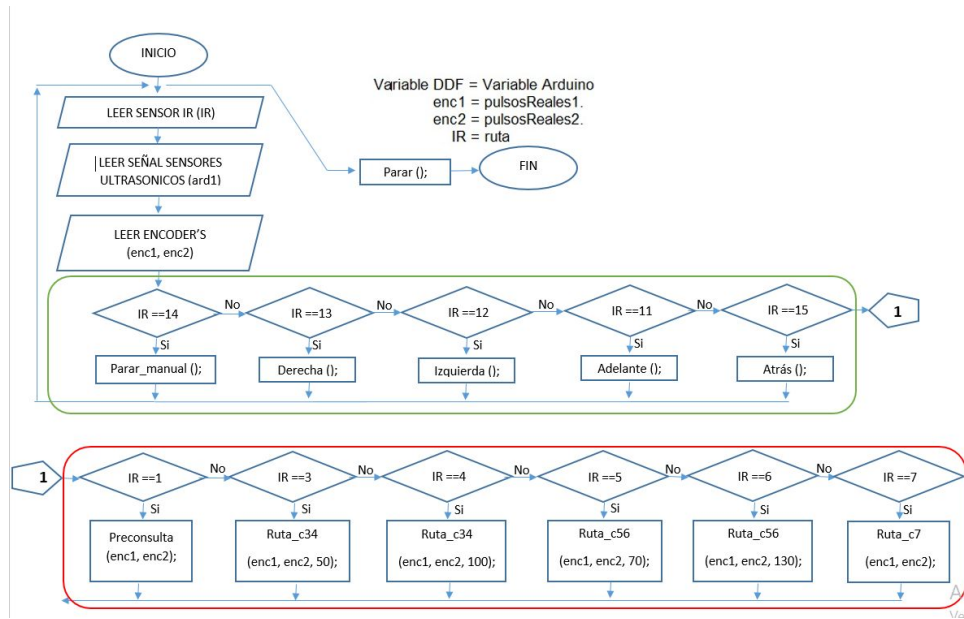 INICIO
Variable DDF = Variable Arduino
enc1 = pulsosReales1.
enc2 = pulsosReales2.
IR = ruta
LEER SENSOR IR (IR)
LEER SEÑAL SENSORES
ULTRASONICOS (ard1)
Parar ();
FIN
LEER ENCODER'S
(enc1, enc2)
IR ==14
No
IR ==13
No
IR ==12
No
IR ==11
No
IR ==15
1
Si
Si
Si
Si
Si
Parar_manual ();
Derecha ();
Izquierda ();
Adelante ();
Atrás ();
1
IR ==1
No
IR ==3
No
IR ==4
No
IR ==5
No
IR ==6
No
IR ==7
Si
Si
Si
Si
Si
Si
Preconsulta
(enc1, enc2);
Ruta_c34
(enc1, enc2, 50);
Ruta_c34
(enc1, enc2, 100);
Ruta_c56
(enc1, enc2, 70);
Ruta_c56
(enc1, enc2, 130);
Ruta_c7
(enc1, enc2);